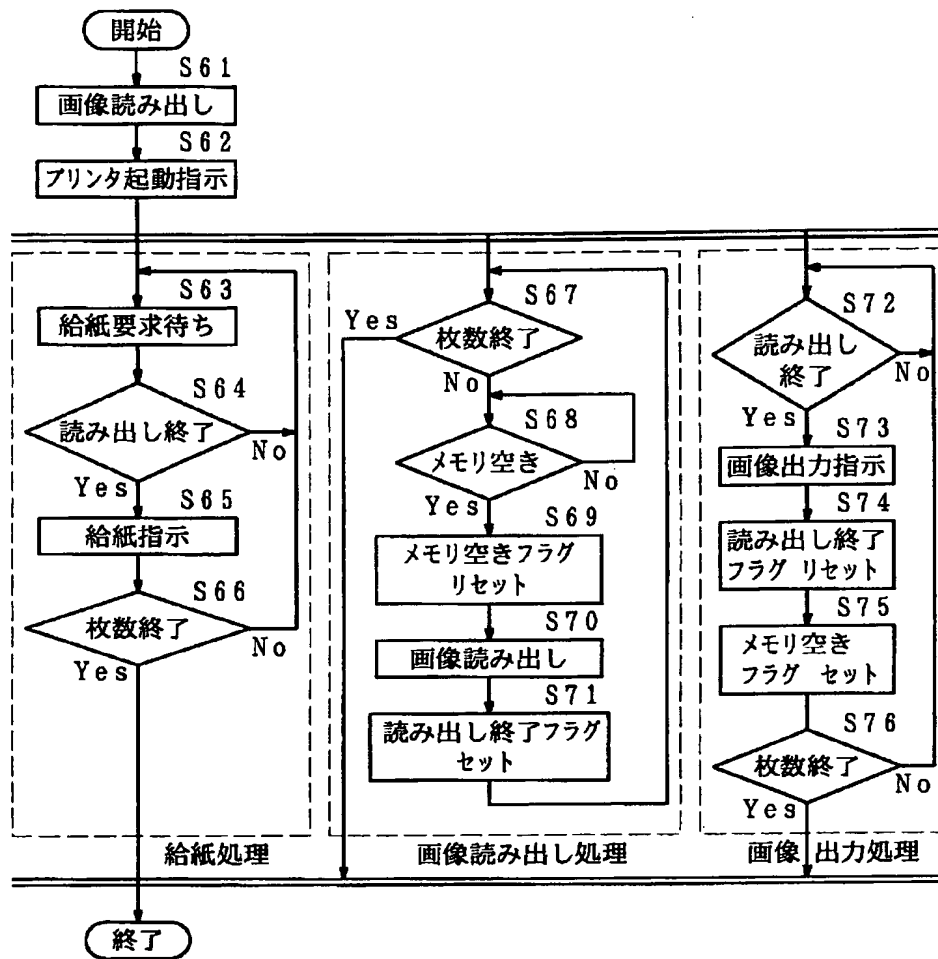 開始
S61
画像読み出し
S62
プリンタ起動指示
S63
給紙要求待ち
S64
読み出し終了
No
Yes
S65
給紙指示
S66
枚数終了
No
Yes
給紙処理
S67
Yes
枚数終了
No
S68
メモリ空き
No
Yes
S69
メモリ空きフラグ
リセット
S70
画像読み出し
S71
読み出し終了フラグ
セット
画像読み出し処理
S72
読み出し
終了
No
Yes
S73
画像出力指示
S74
読み出し終了
フラグ リセット
S75
メモリ空き
フラグ セット
S76
枚数終了
No
Yes
画像 出力処理
終了